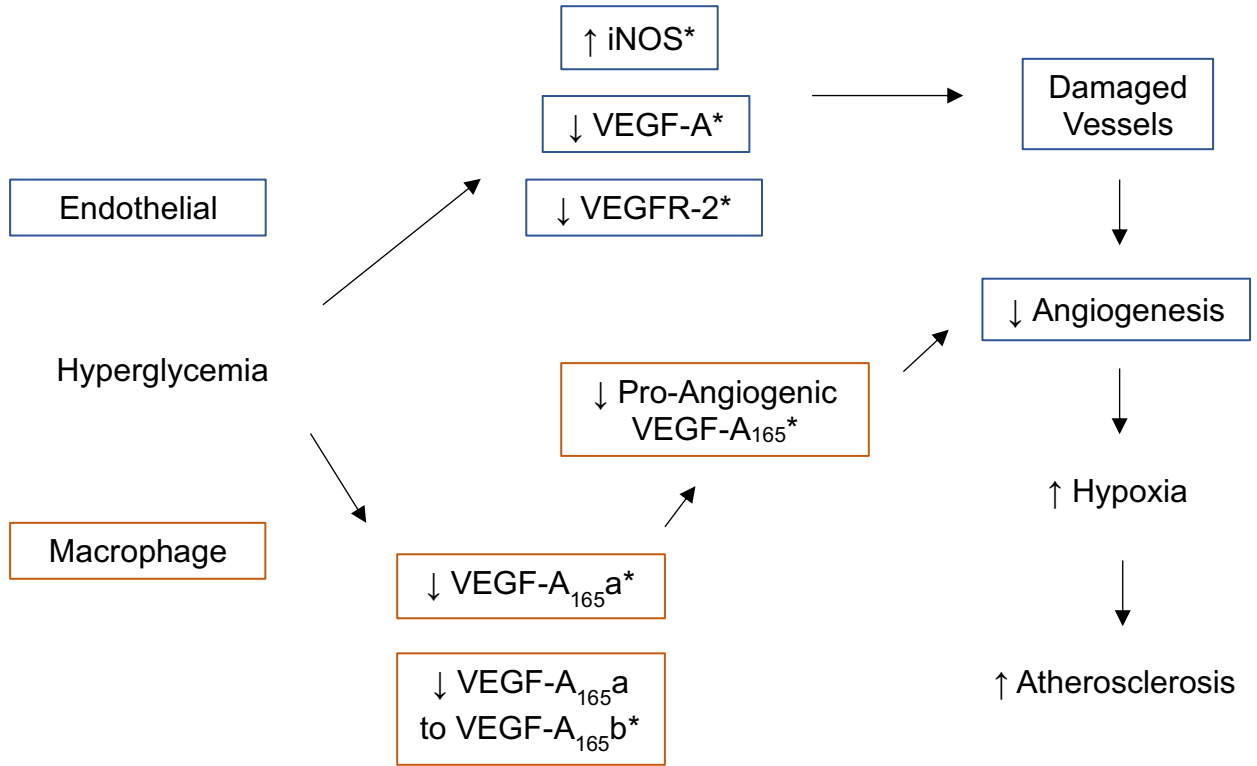 ↑ iNOS*
↓ VEGF-A*
↓ VEGFR-2*
Damaged
Vessels
Endothelial
↓ Angiogenesis
Hyperglycemia
↓ Pro-Angiogenic
VEGF-A₁₆₅*
↑ Hypoxia
Macrophage
↓ VEGF-A₁₆₅a*
↓ VEGF-A₁₆₅a
to VEGF-A₁₆₅b*
↑ Atherosclerosis